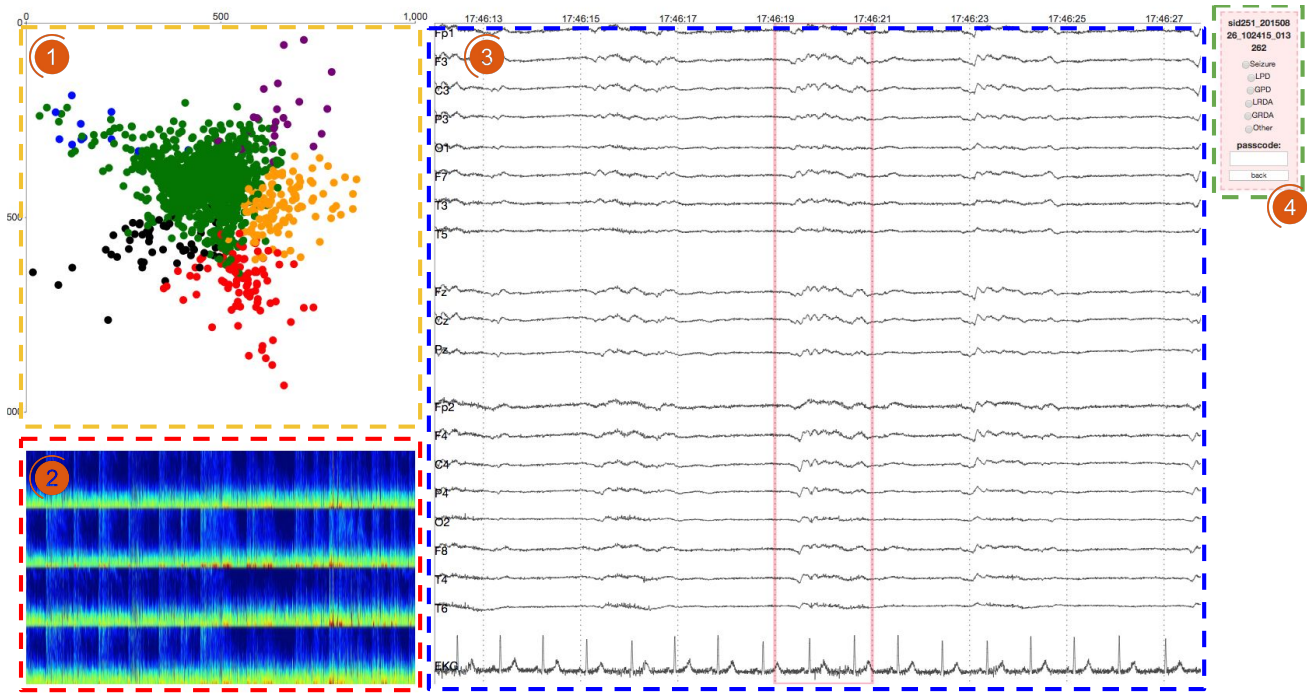 0 500 1,000
500
000
1
2
17:46:13 17:46:15 17:46:17 17:46:19 17:46:21 17:46:23 17:46:25 17:46:27
3
Fp1
F3
C3
P3
O1
F7
T3
T5
Fz
Cz
Pz
Fp2
F4
C4
P4
O2
F8
T4
T6
EKG
sid251_201508
26_102415_013
262
Seizure
LPD
GPD
LRDA
GRDA
Other
passcode:
back
4